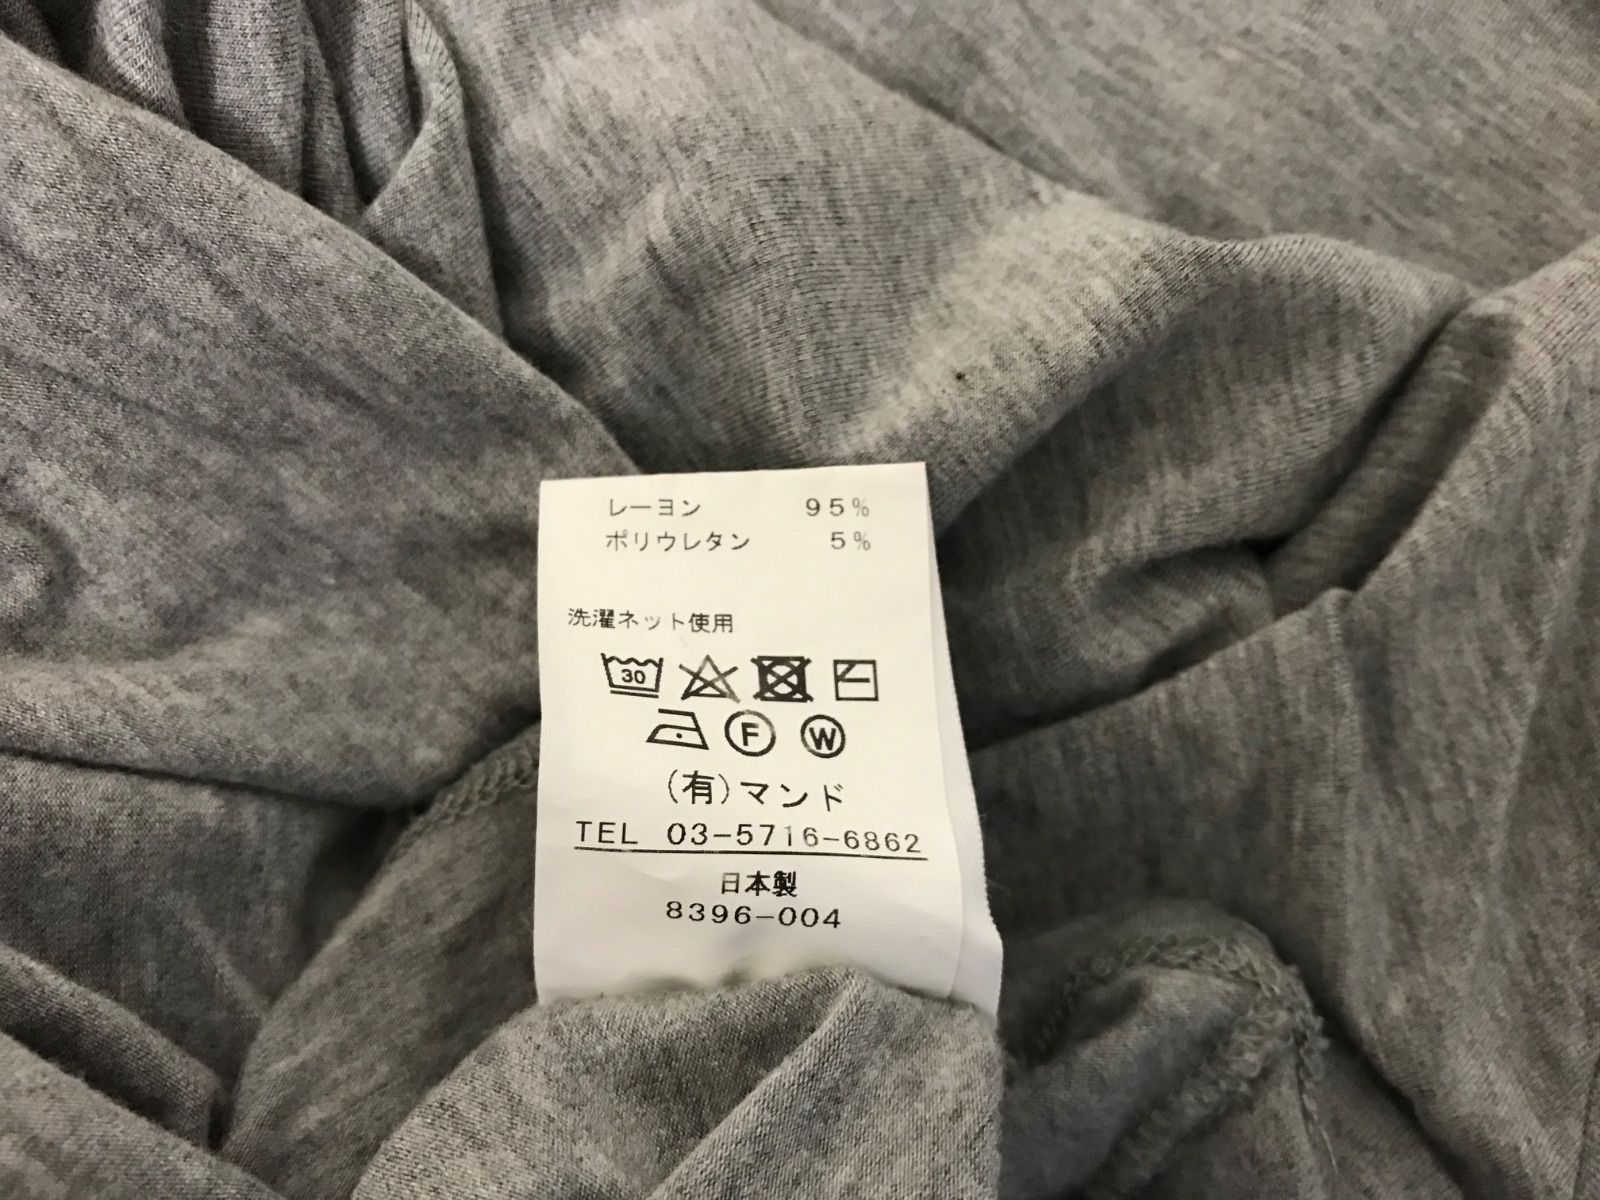 レーヨン 95%
ポリウレタン 5%
洗濯ネット使用
30
F W
(有)マンド
TEL 03-5716-6862
日本製
8396-004